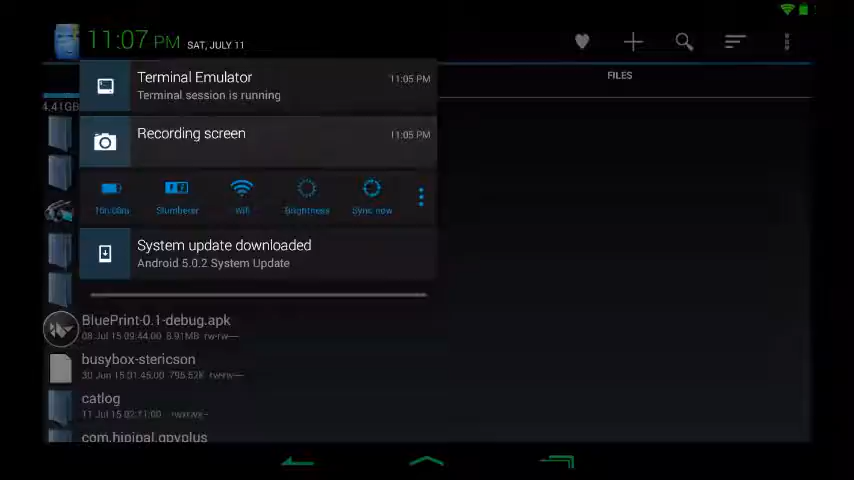 11:07 PM SAT, JULY 11
FILES
Terminal Emulator 11:05 PM
Terminal session is running
4.41GB
Recording screen 11:05 PM
Slumberer Wifi Brightness Sync now
System update downloaded
Android 5.0.2 System Update
BluePrint-0.1-debug.apk
08 Jul 15 09:44:00 8.91MB rw-rw----
busybox-stericson
30 Jun 15 01:45:00 795.52K rw-rw----
catlog
11 Jul 15 02:11:00
com.hipipal.qpyplus